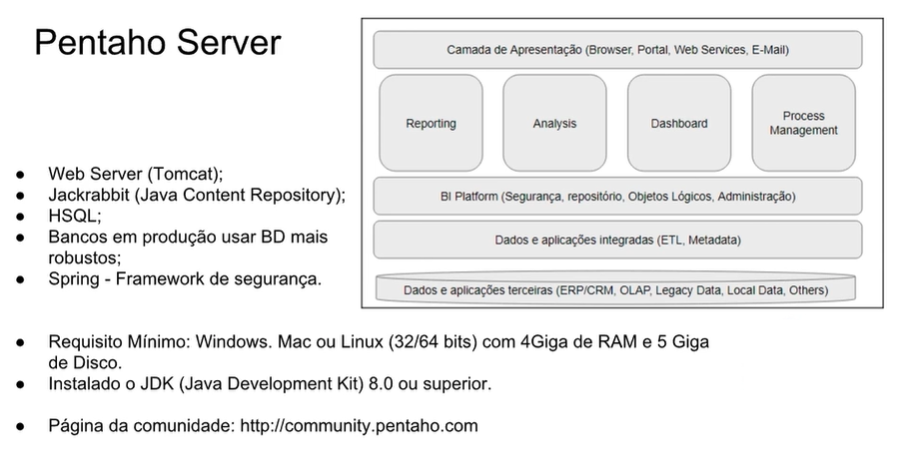 Pentaho Server
Camada de Apresentação (Browser, Portal, Web Services, E-Mail)
Reporting
Analysis
Dashboard
Process
Management
BI Platform (Segurança, repositório, Objetos Lógicos, Administração)
Dados e aplicações integradas (ETL, Metadata)
Dados e aplicações terceiras (ERP/CRM, OLAP, Legacy Data, Local Data, Others)
● Web Server (Tomcat);
● Jackrabbit (Java Content Repository);
● HSQL;
● Bancos em produção usar BD mais
robustos;
● Spring - Framework de segurança.
● Requisito Mínimo: Windows. Mac ou Linux (32/64 bits) com 4Giga de RAM e 5 Giga
de Disco.
● Instalado o JDK (Java Development Kit) 8.0 ou superior.
● Página da comunidade: http://community.pentaho.com